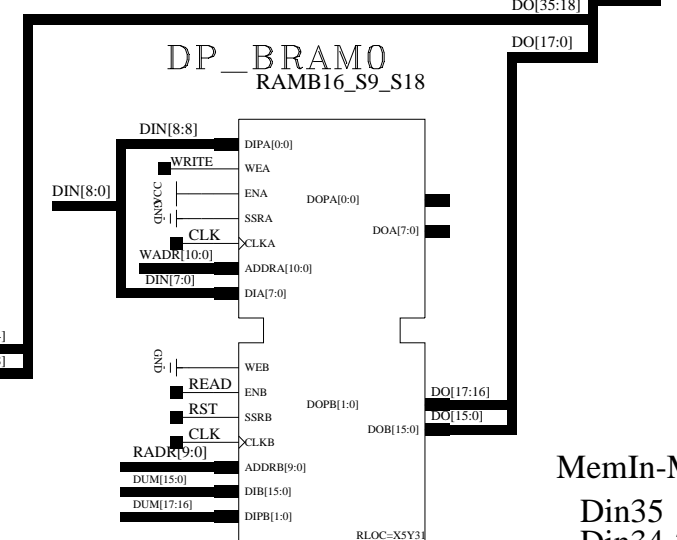 DO[35:18]
DO[17:0]
DP_BRAM0
RAMB16_S9_S18
DIN[8:8]
DIPA[0:0]
WRITE
WEA
DIN[8:0]
VCC
ENA
DOPA[0:0]
GND
SSRA
DOA[7:0]
CLK
CLKA
WADR[10:0]
ADDRA[10:0]
DIN[7:0]
DIA[7:0]
GND
WEB
READ
ENB
DO[17:16]
DOPB[1:0]
RST
SSRB
DO[15:0]
DOB[15:0]
CLK
CLKB
RADR[9:0]
ADDRB[9:0]
DUM[15:0]
DIB[15:0]
DUM[17:16]
DIPB[1:0]
RLOC=X5Y31
MemIn-M
Din35
Din34